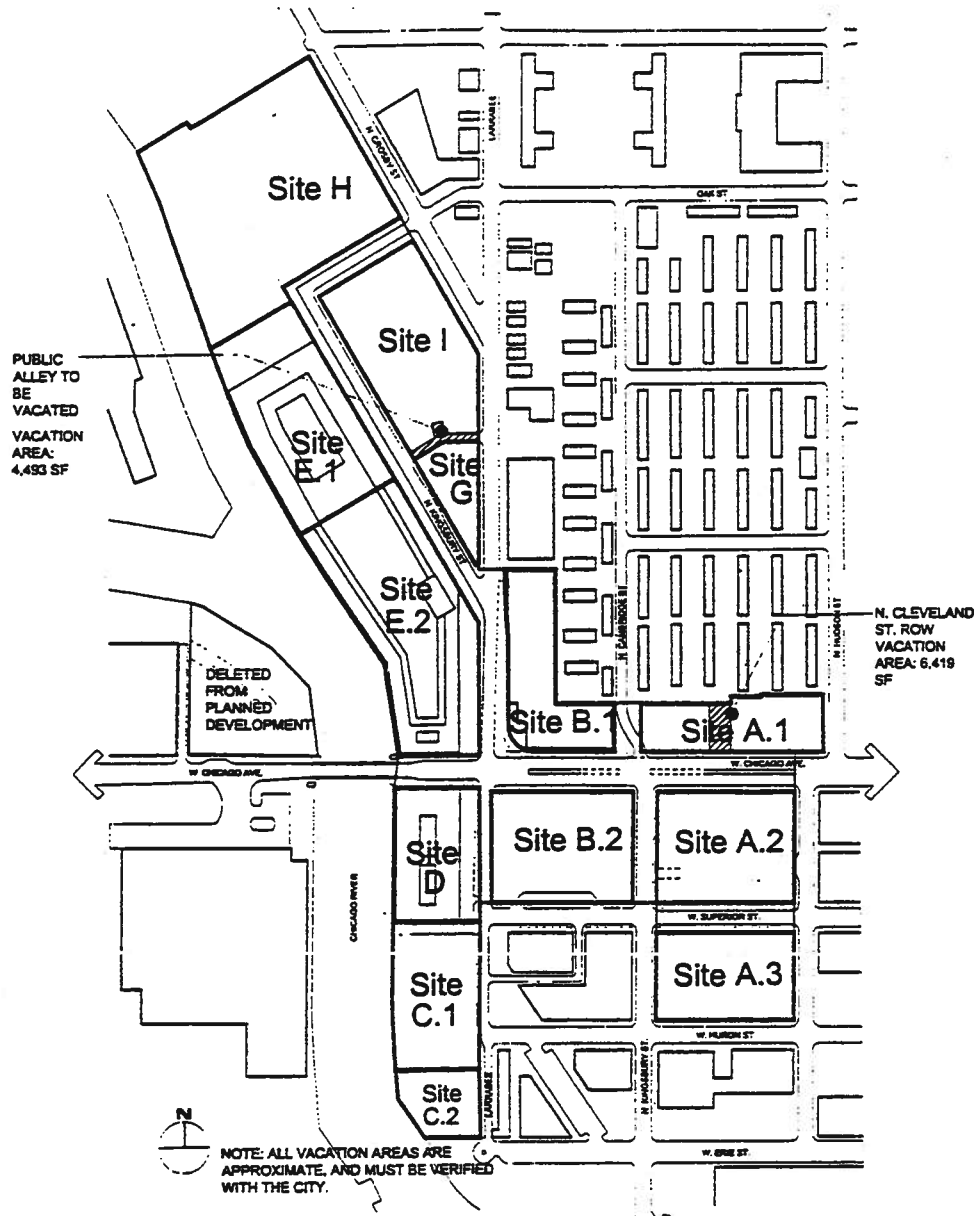 LARRABEE
N CROSBY ST
Site H
OAK ST
Site I
PUBLIC
ALLEY TO
BE
VACATED
VACATION
AREA:
4,493 SF
Site
E.1
Site
G
N KINGSBURY ST
Site
E.2
N CAMBRIDGE ST
N HUDSON ST
N. CLEVELAND
ST. ROW
VACATION
AREA: 6,419
SF
DELETED
FROM
PLANNED
DEVELOPMENT
Site B.1
Site A.1
W. CHICAGO AVE.
W. CHICAGO AVE.
Site
D
Site B.2
Site A.2
CHICAGO RIVER
W. SUPERIOR ST.
Site
C.1
Site A.3
W. HURON ST
Site
C.2
LARRABEE
N KINGSBURY ST.
N
W. ERIE ST.
NOTE: ALL VACATION AREAS ARE
APPROXIMATE, AND MUST BE VERIFIED
WITH THE CITY.